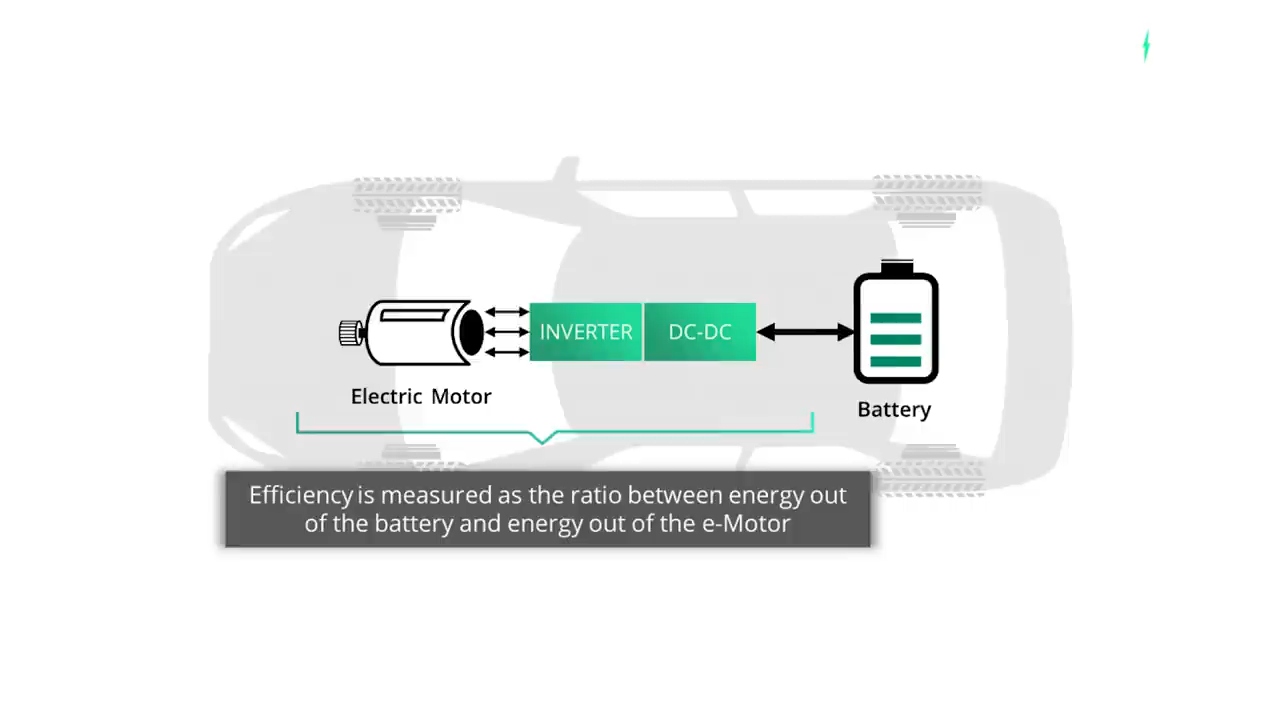 INVERTER
DC-DC
Electric Motor
Battery
Efficiency is measured as the ratio between energy out
of the battery and energy out of the e-Motor